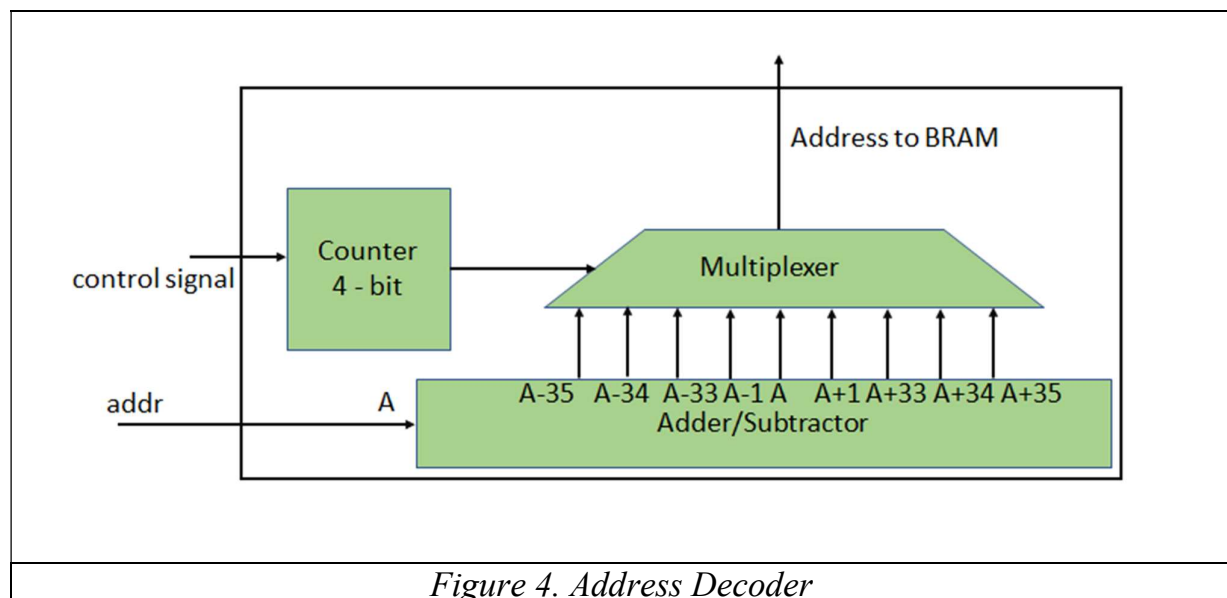 Address to BRAM
Counter
4 - bit
Multiplexer
control signal
A-35 A-34 A-33 A-1 A A+1 A+33 A+34 A+35
addr
A
Adder/Subtractor
Figure 4. Address Decoder